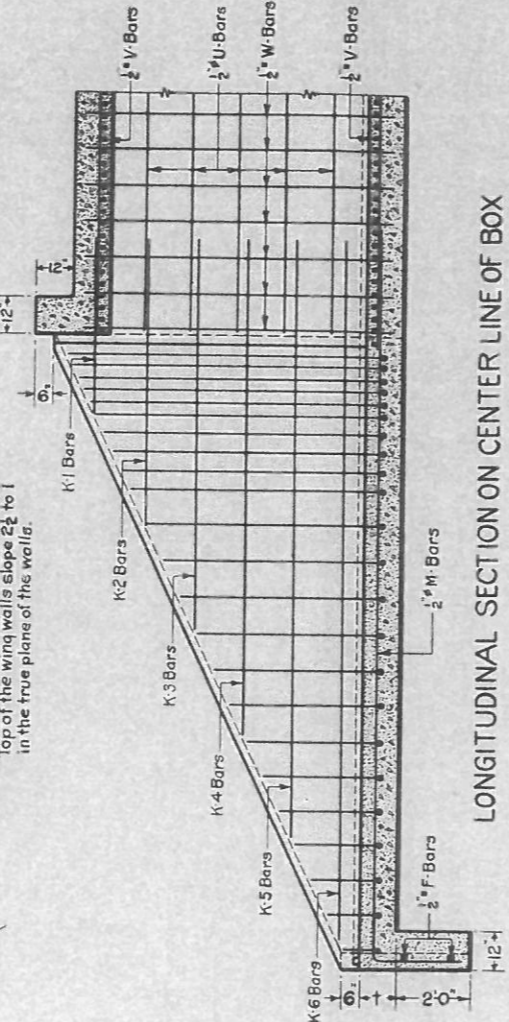 Top of the wing walls slope 2½ to 1
in the true plane of the walls.
12"
12"
6"
K-1 Bars
K-2 Bars
K-3 Bars
K-4 Bars
K-5 Bars
K-6 Bars
½"⌀V-Bars
½"⌀U-Bars
½"⌀W-Bars
½"⌀V-Bars
½"⌀M-Bars
½"⌀F-Bars
6"
t
2'0"
12"
LONGITUDINAL SECTION ON CENTER LINE OF BOX